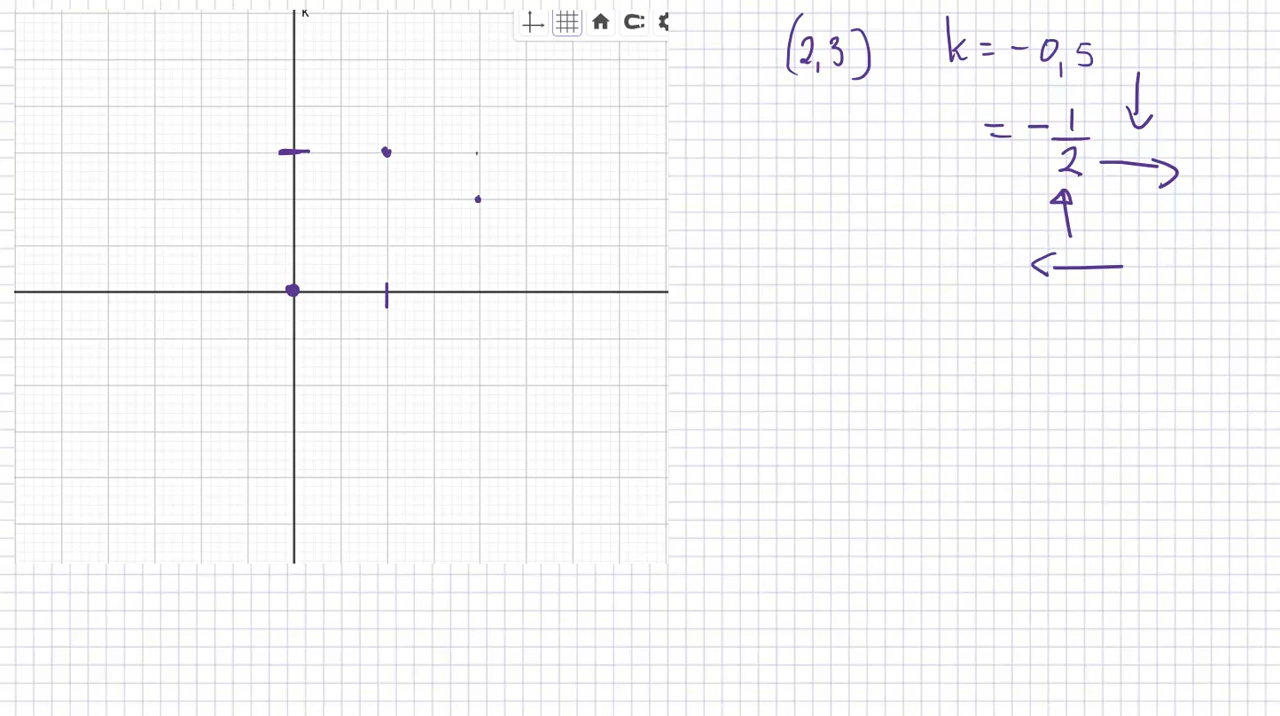 K
(2,3) k = -0,5
= - 1/2